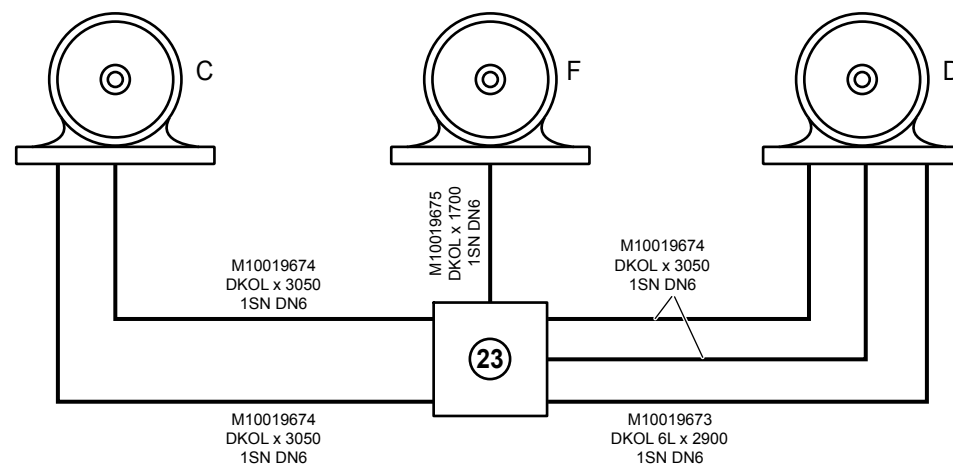 C
F
D
M10019675
DKOL x 1700
1SN DN6
M10019674
DKOL x 3050
1SN DN6
M10019674
DKOL x 3050
1SN DN6
23
M10019674
DKOL x 3050
1SN DN6
M10019673
DKOL 6L x 2900
1SN DN6